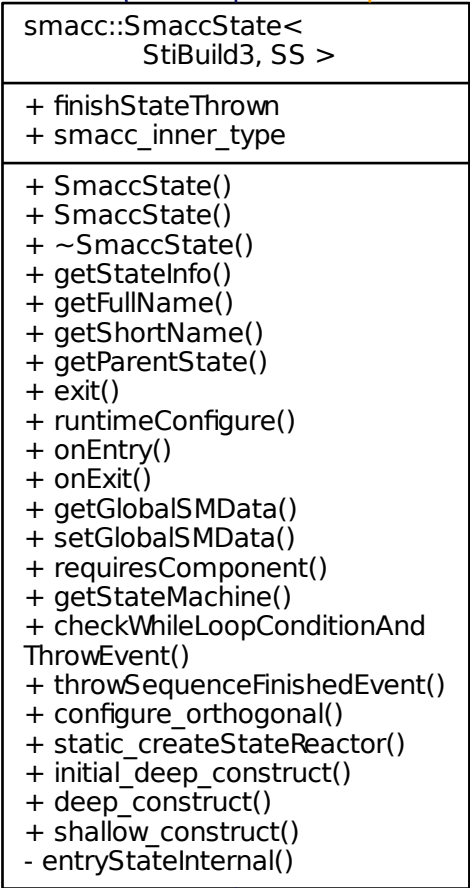 smacc::SmaccState<
StiBuild3, SS >
+ finishStateThrown
+ smacc_inner_type
+ SmaccState()
+ SmaccState()
+ ~SmaccState()
+ getStateInfo()
+ getFullName()
+ getShortName()
+ getParentState()
+ exit()
+ runtimeConfigure()
+ onEntry()
+ onExit()
+ getGlobalSMData()
+ setGlobalSMData()
+ requiresComponent()
+ getStateMachine()
+ checkWhileLoopConditionAnd
ThrowEvent()
+ throwSequenceFinishedEvent()
+ configure_orthogonal()
+ static_createStateReactor()
+ initial_deep_construct()
+ deep_construct()
+ shallow_construct()
- entryStateInternal()